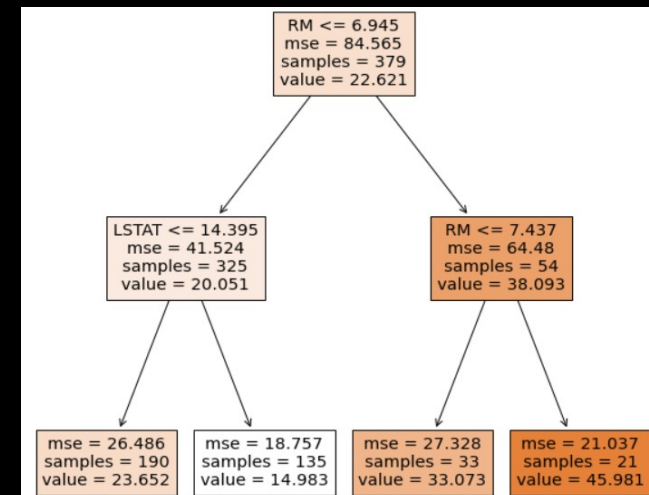 RM <= 6.945
mse = 84.565
samples = 379
value = 22.621
LSTAT <= 14.395
mse = 41.524
samples = 325
value = 20.051
RM <= 7.437
mse = 64.48
samples = 54
value = 38.093
mse = 26.486
samples = 190
value = 23.652
mse = 18.757
samples = 135
value = 14.983
mse = 27.328
samples = 33
value = 33.073
mse = 21.037
samples = 21
value = 45.981